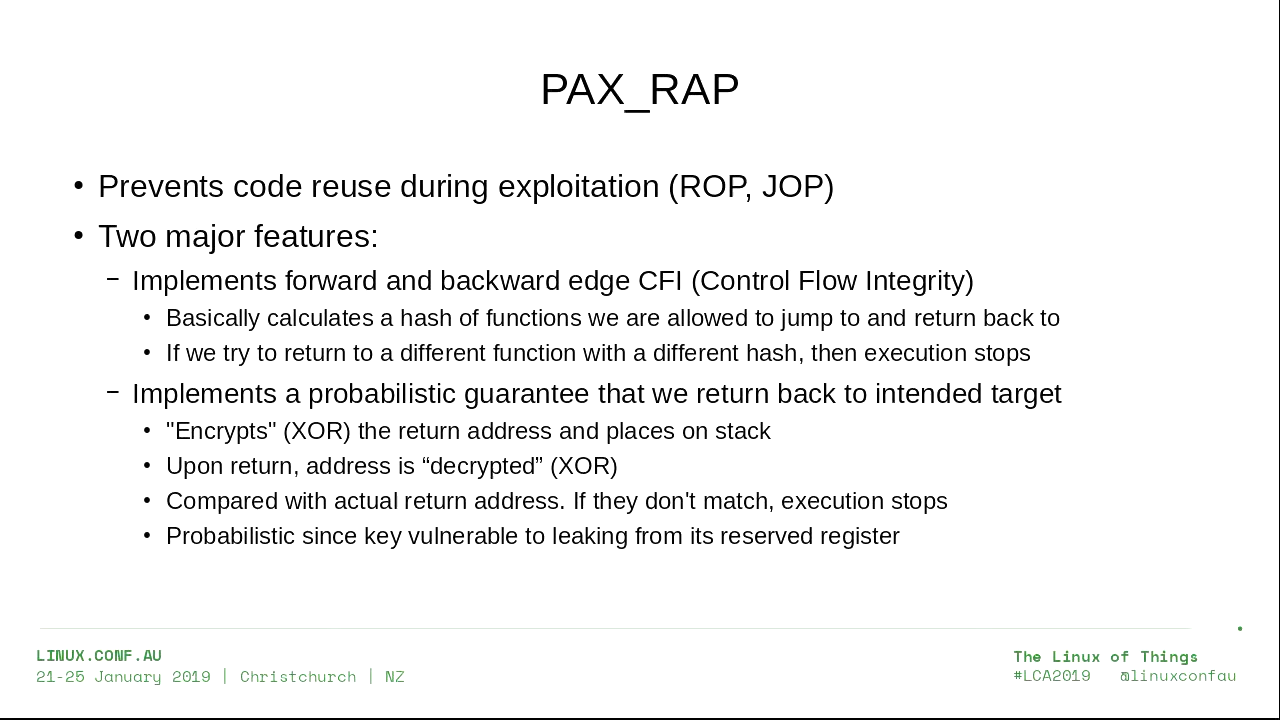 PAX_RAP
• Prevents code reuse during exploitation (ROP, JOP)
• Two major features:
– Implements forward and backward edge CFI (Control Flow Integrity)
• Basically calculates a hash of functions we are allowed to jump to and return back to
• If we try to return to a different function with a different hash, then execution stops
– Implements a probabilistic guarantee that we return back to intended target
• "Encrypts" (XOR) the return address and places on stack
• Upon return, address is “decrypted” (XOR)
• Compared with actual return address. If they don't match, execution stops
• Probabilistic since key vulnerable to leaking from its reserved register
LINUX.CONF.AU
21-25 January 2019 | Christchurch | NZ
The Linux of Things
#LCA2019 @linuxconfau